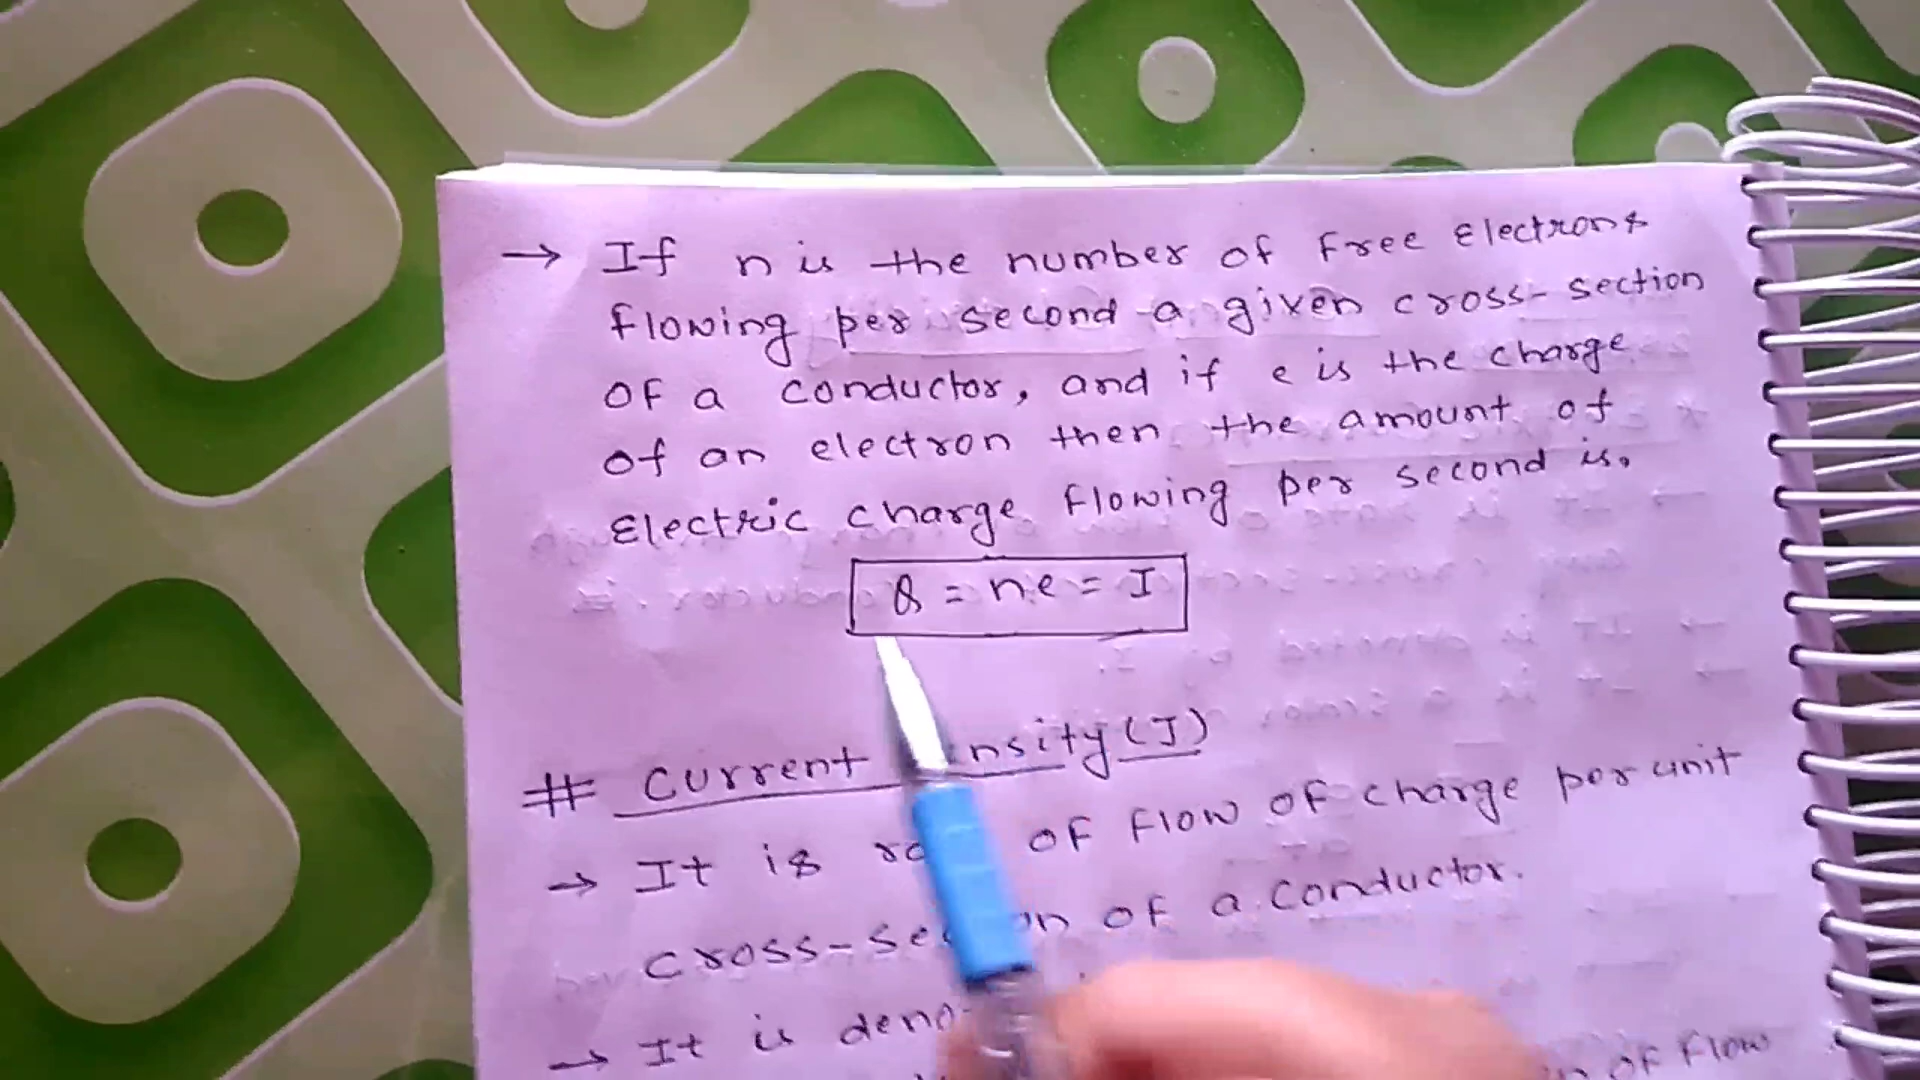 → If n is the number of Free Electrons
flowing per second a given cross-section
of a conductor, and if e is the charge
of an electron then the amount of
Electric charge flowing per second is.
Q = ne = I
# Current nsity (J)
→ It is of flow of charge per unit
cross-section of a conductor.
→ It is
of flow